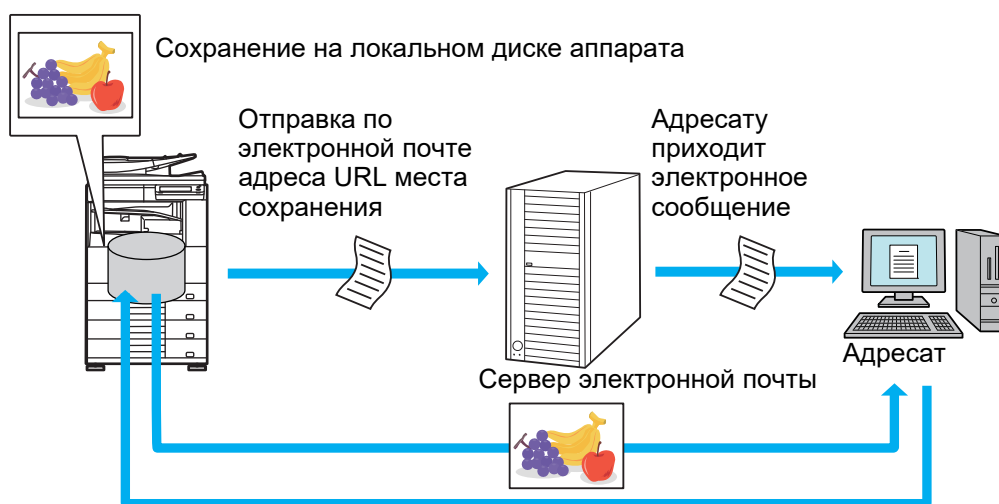 Сохранение на локальном диске аппарата
Отправка по
электронной почте
адреса URL места
сохранения
Адресату
приходит
электронное
сообщение
Адресат
Сервер электронной почты